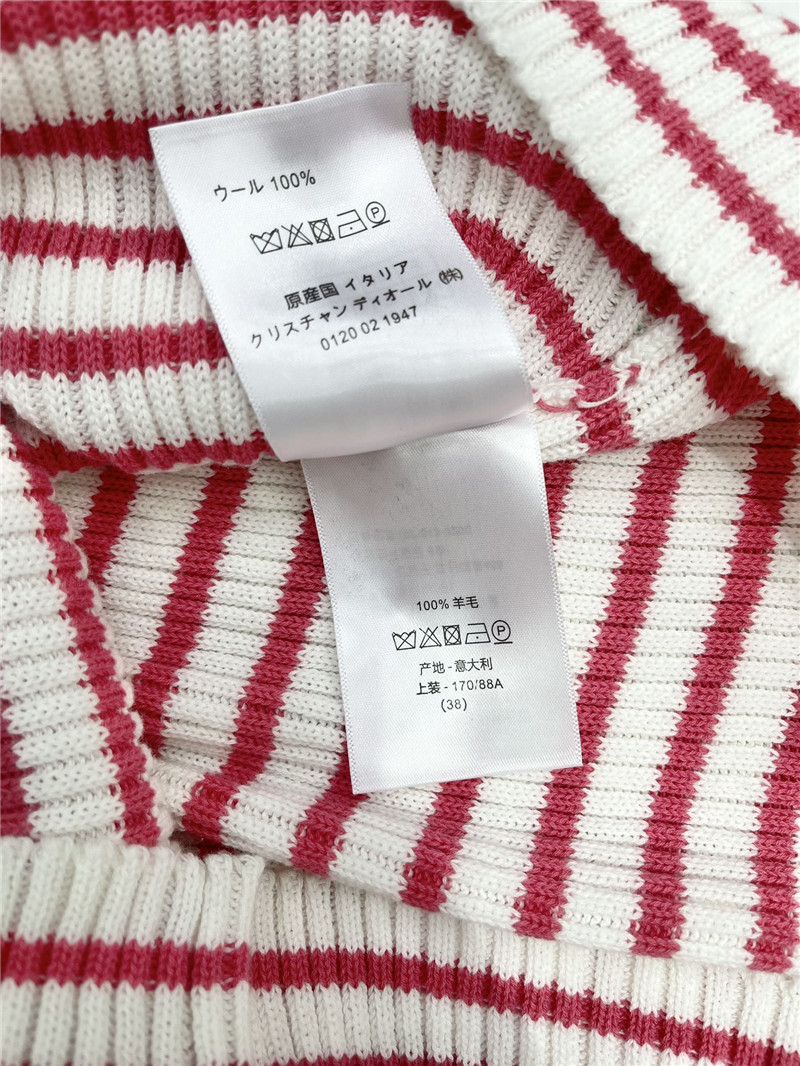 ウール 100%
P
原産国 イタリア
クリスチャン ディオール ㈱
0120 02 1947
100% 羊毛
P
产地 - 意大利
上装 - 170/88A
(38)